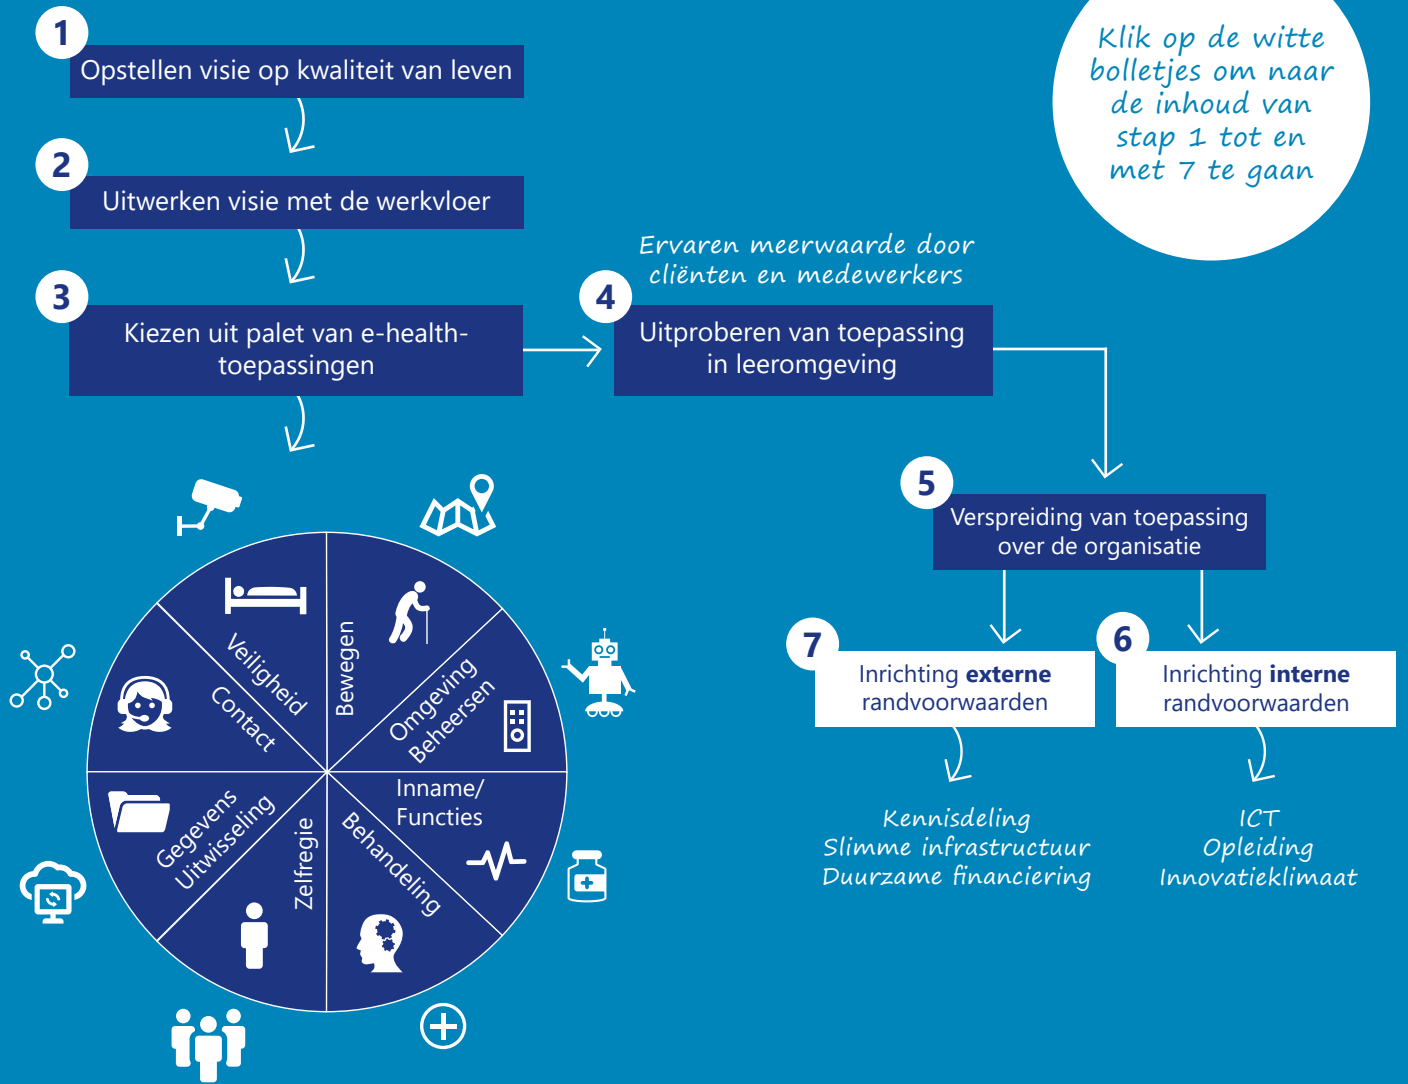 1
Opstellen visie op kwaliteit van leven
2
Uitwerken visie met de werkvloer
3
Kiezen uit palet van e-health-
toepassingen
Ervaren meerwaarde door
cliënten en medewerkers
4
Uitproberen van toepassing
in leeromgeving
Klik op de witte
bolletjes om naar
de inhoud van
stap 1 tot en
met 7 te gaan
5
Verspreiding van toepassing
over de organisatie
7
Inrichting externe
randvoorwaarden
Kennisdeling
Slimme infrastructuur
Duurzame financiering
6
Inrichting interne
randvoorwaarden
ICT
Opleiding
Innovatieklimaat
Bewegen
Omgeving
Beheersen
Inname/
Functies
Behandeling
Zelfregie
Gegevens
Uitwisseling
Contact
Veiligheid